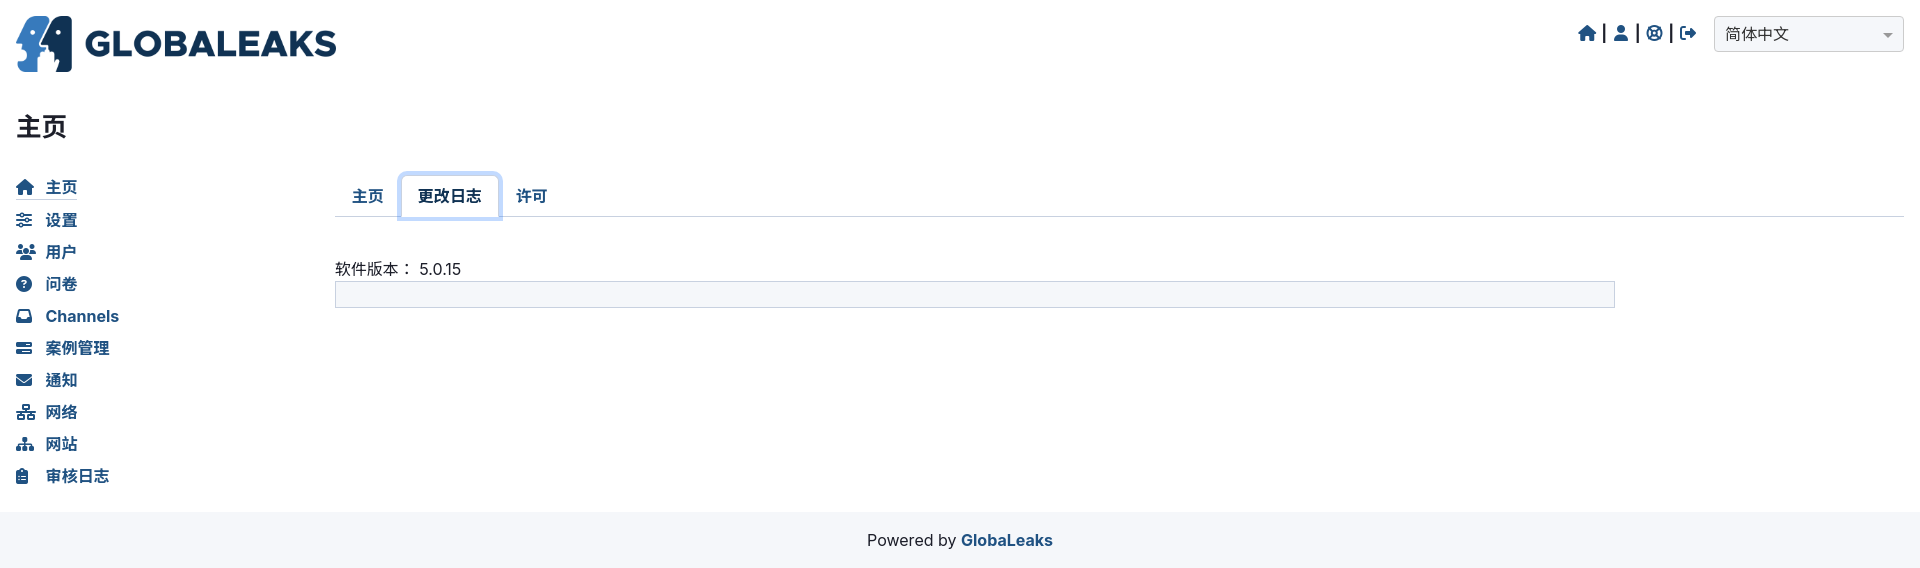 GLOBALEAKS
| | |
简体中文
主页
主页
设置
用户
问卷
Channels
案例管理
通知
网络
网站
审核日志
主页 更改日志 许可
软件版本： 5.0.15
Powered by GlobaLeaks